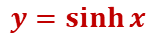 y = sinh x